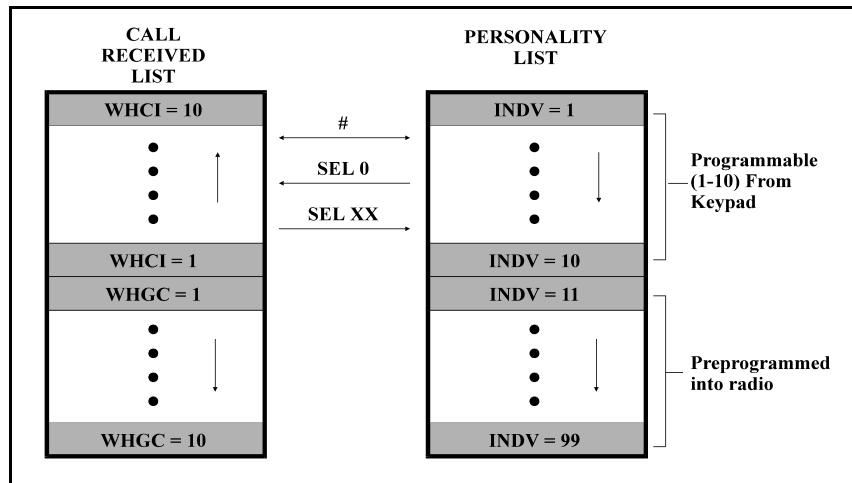 CALL
RECEIVED
LIST
WHCI = 10
WHCI = 1
WHGC = 1
WHGC = 10
#
SEL 0
SEL XX
PERSONALITY
LIST
INDV = 1
INDV = 10
INDV = 11
INDV = 99
Programmable
(1-10) From
Keypad
Preprogrammed
into radio